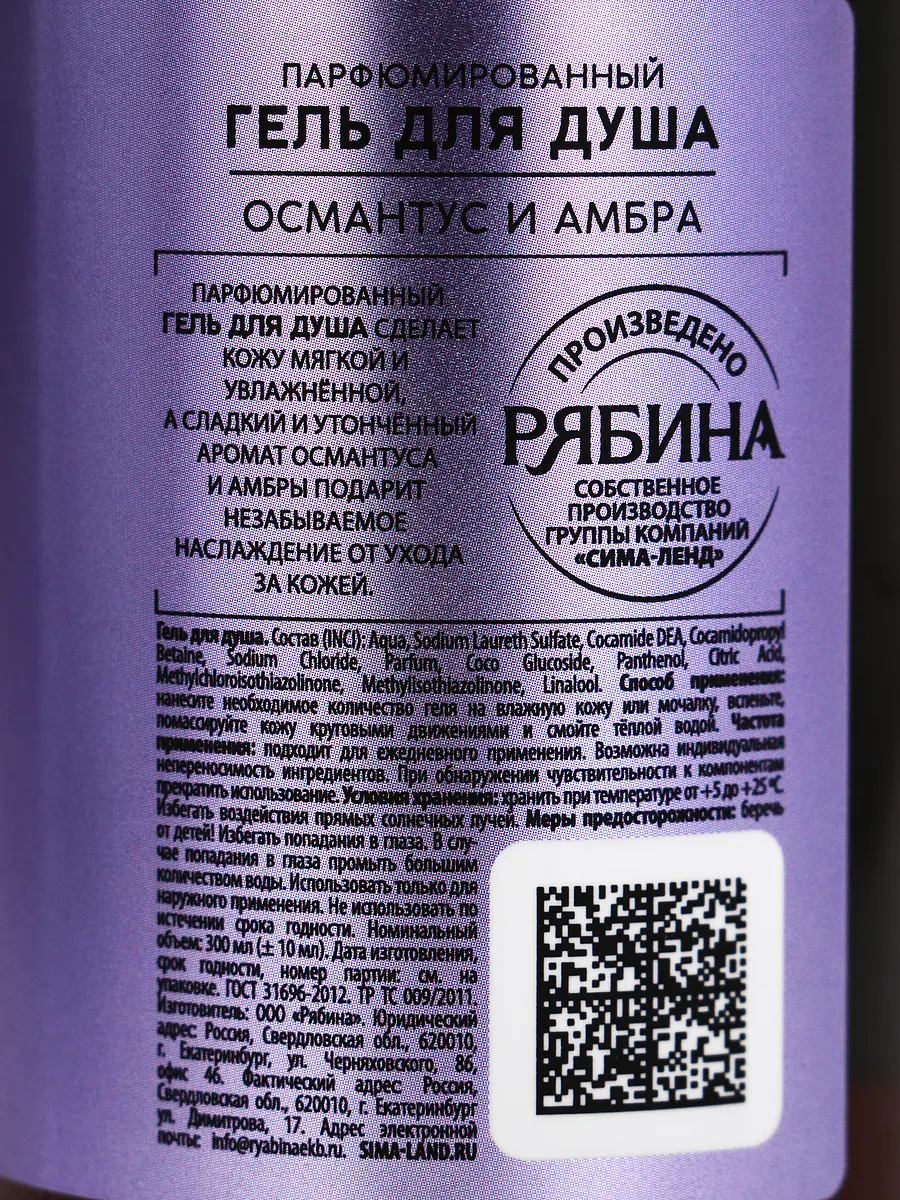 ПАРФЮМИРОВАННЫЙ
ГЕЛЬ ДЛЯ ДУША
ОСМАНТУС И АМБРА
ПАРФЮМИРОВАННЫЙ
ГЕЛЬ ДЛЯ ДУША СДЕЛАЕТ
КОЖУ МЯГКОЙ И
УВЛАЖНЁННОЙ,
А СЛАДКИЙ И УТОНЧЁННЫЙ
АРОМАТ ОСМАНТУСА
И АМБРЫ ПОДАРИТ
НЕЗАБЫВАЕМОЕ
НАСЛАЖДЕНИЕ ОТ УХОДА
ЗА КОЖЕЙ.
ПРОИЗВЕДЕНО
РЯБИНА
СОБСТВЕННОЕ
ПРОИЗВОДСТВО
ГРУППЫ КОМПАНИЙ
«СИМА-ЛЕНД»
Гель для душа. Состав (INCI): Aqua, Sodium Laureth Sulfate, Cocamide DEA, Cocamidopropyl
Betaine, Sodium Chloride, Parfum, Coco Glucoside, Panthenol, Citric Acid,
Methylchloroisothiazolinone, Methylisothiazolinone, Linalool. Способ применения:
нанесите необходимое количество геля на влажную кожу или мочалку, вспеньте,
помассируйте кожу круговыми движениями и смойте тёплой водой. Частота
применения: подходит для ежедневного применения. Возможна индивидуальная
непереносимость ингредиентов. При обнаружении чувствительности к компонентам
прекратить использование. Условия хранения: хранить при температуре от +5 до +25 °C.
Избегать воздействия прямых солнечных лучей. Меры предосторожности: беречь
от детей! Избегать попадания в глаза. В слу-
чае попадания в глаза промыть большим
количеством воды. Использовать только для
наружного применения. Не использовать по
истечении срока годности. Номинальный
объем: 300 мл (± 10 мл). Дата изготовления,
срок годности, номер партии: см. на
упаковке. ГОСТ 31696-2012. ТР ТС 009/2011.
Изготовитель: ООО «Рябина». Юридический
адрес: Россия, Свердловская обл., 620010,
г. Екатеринбург, ул. Черняховского, 86,
офис 46. Фактический адрес: Россия,
Свердловская обл., 620010, г. Екатеринбург
ул. Димитрова, 17. Адрес электронной
почты: info@ryabinaekb.ru. SIMA-LAND.RU